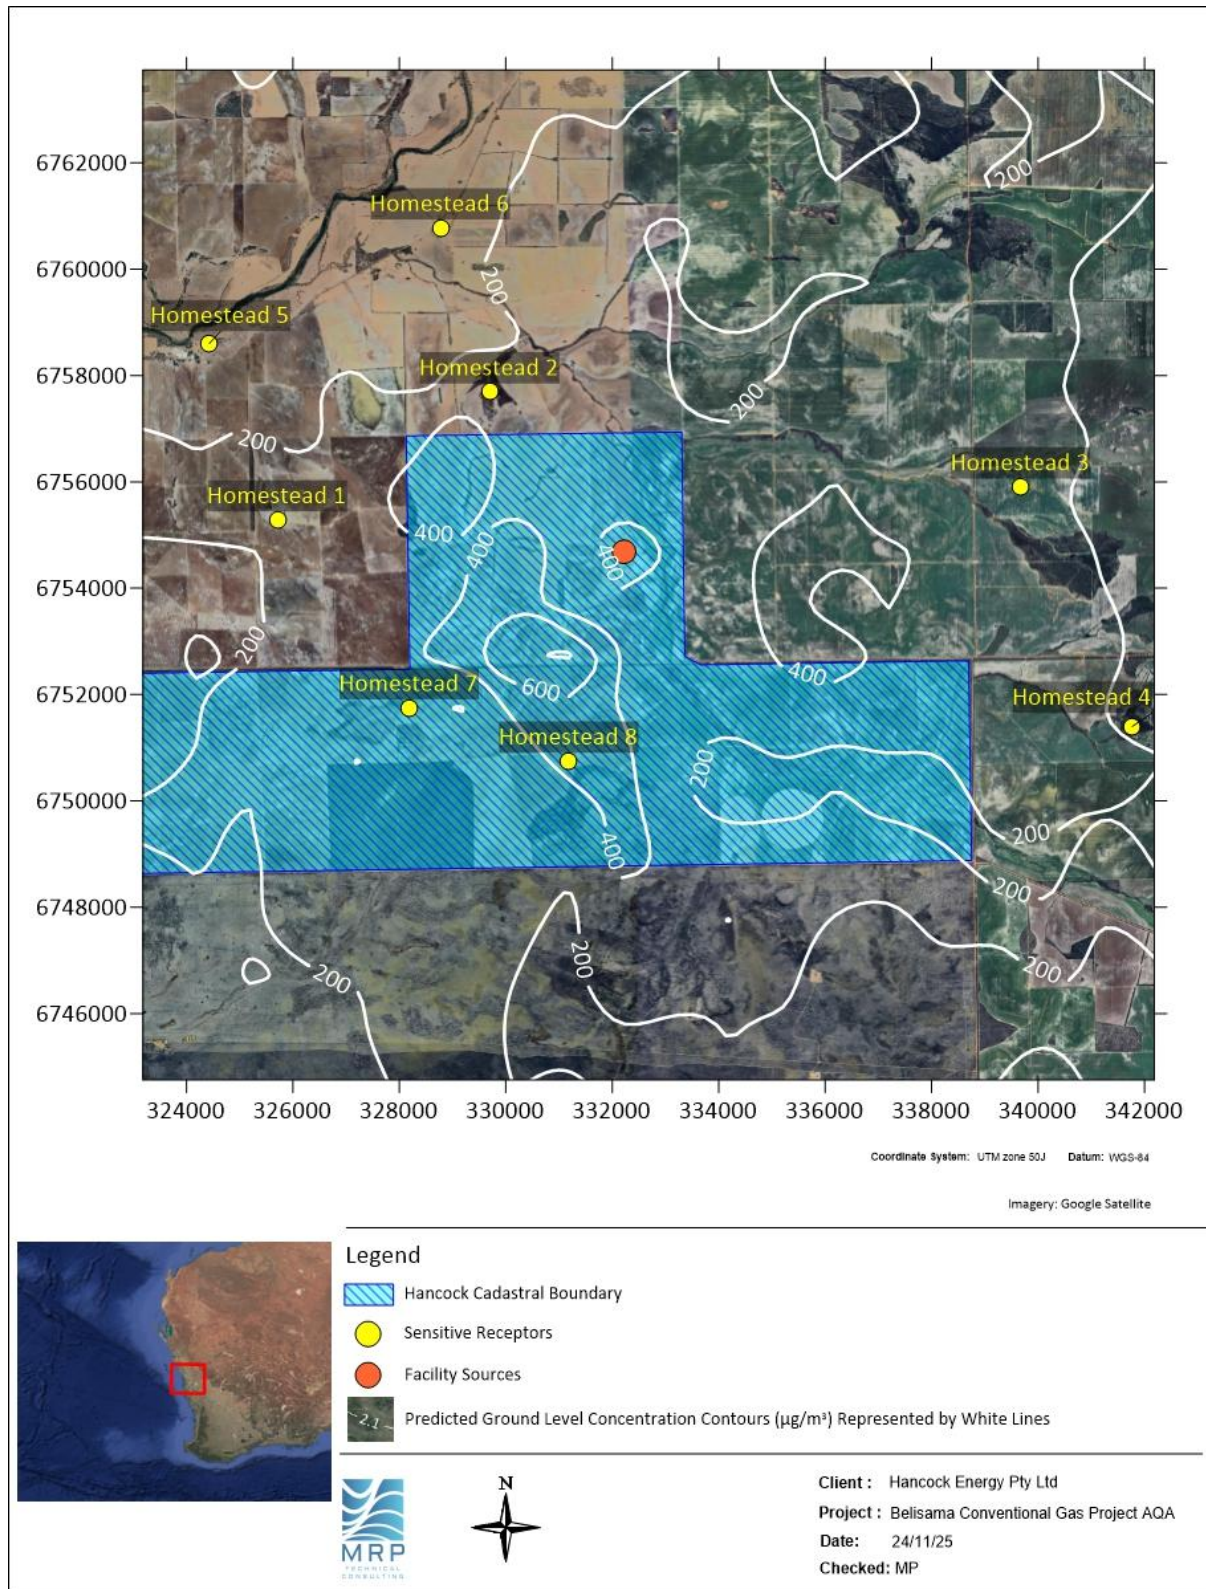 6762000
6760000
6758000
6756000
6754000
6752000
6750000
6748000
6746000
200
Homestead 6
200
Homestead 5
Homestead 2
200
200
Homestead 3
Homestead 1
400
400
400
200
400
Homestead 7
600
Homestead 4
Homestead 8
200
200
400
200
200
200
200
324000 326000 328000 330000 332000 334000 336000 338000 340000 342000
Coordinate System: UTM zone 50J Datum: WGS-84
Imagery: Google Satellite
Legend
Hancock Cadastral Boundary
Sensitive Receptors
Facility Sources
2.1
Predicted Ground Level Concentration Contours (µg/m³) Represented by White Lines
MRP
TECHNICAL
CONSULTING
N
Client : Hancock Energy Pty Ltd
Project : Belisama Conventional Gas Project AQA
Date: 24/11/25
Checked: MP